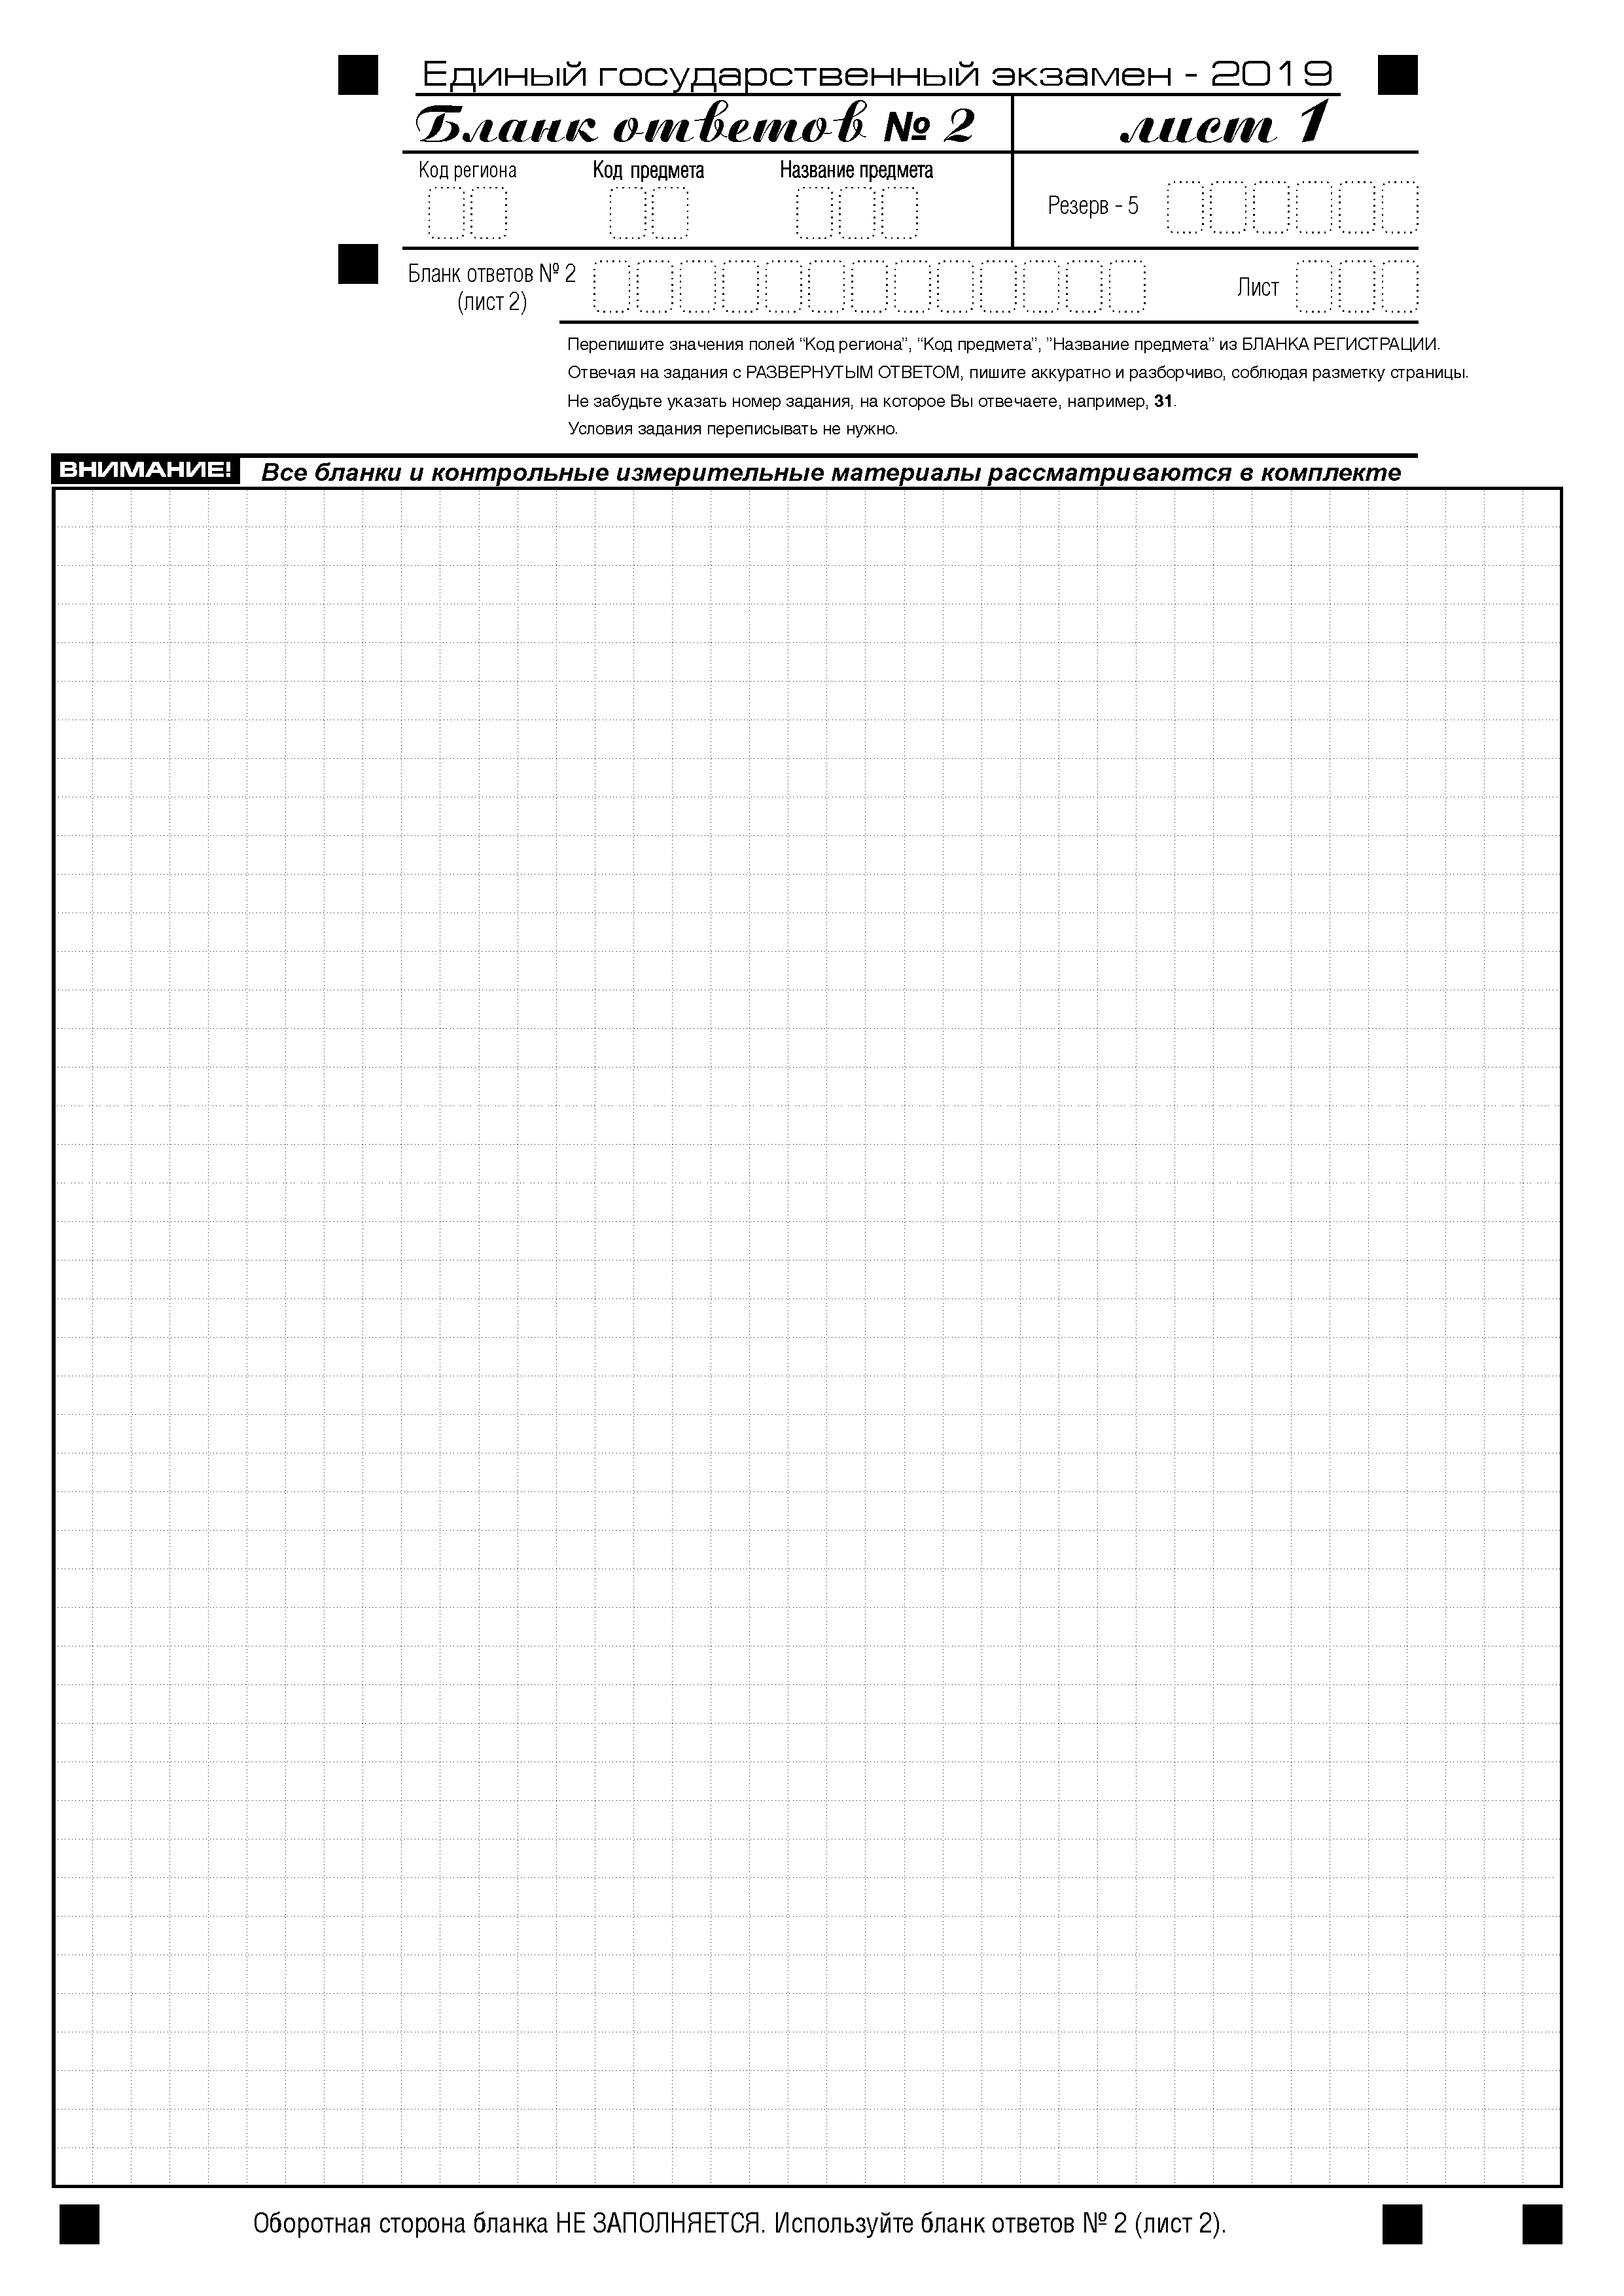 Единый государственный экзамен - 2019
Бланк ответов № 2 лист 1
Код региона Код предмета Название предмета
Резерв - 5
Бланк ответов № 2
(лист 2)
Лист
Перепишите значения полей “Код региона”, “Код предмета”, ”Название предмета” из БЛАНКА РЕГИСТРАЦИИ.
Отвечая на задания с РАЗВЕРНУТЫМ ОТВЕТОМ, пишите аккуратно и разборчиво, соблюдая разметку страницы.
Не забудьте указать номер задания, на которое Вы отвечаете, например, 31.
Условия задания переписывать не нужно.
ВНИМАНИЕ! Все бланки и контрольные измерительные материалы рассматриваются в комплекте
Оборотная сторона бланка НЕ ЗАПОЛНЯЕТСЯ. Используйте бланк ответов № 2 (лист 2).